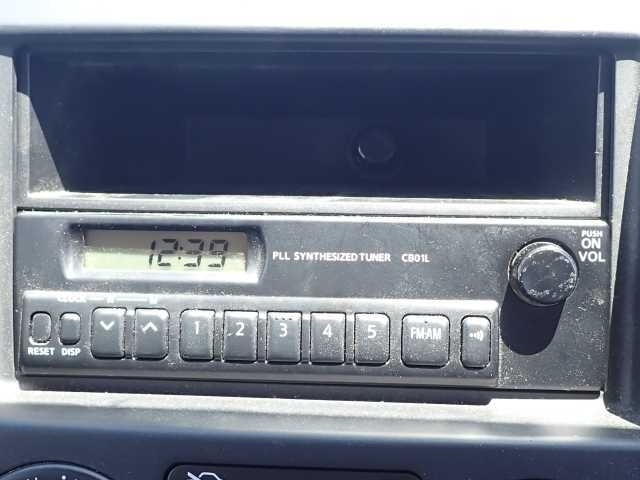 PUSH
ON
VOL
12:39
PLL SYNTHESIZED TUNER CB01L
CLOCK
1 2 3 4 5 FM·AM
RESET DISP